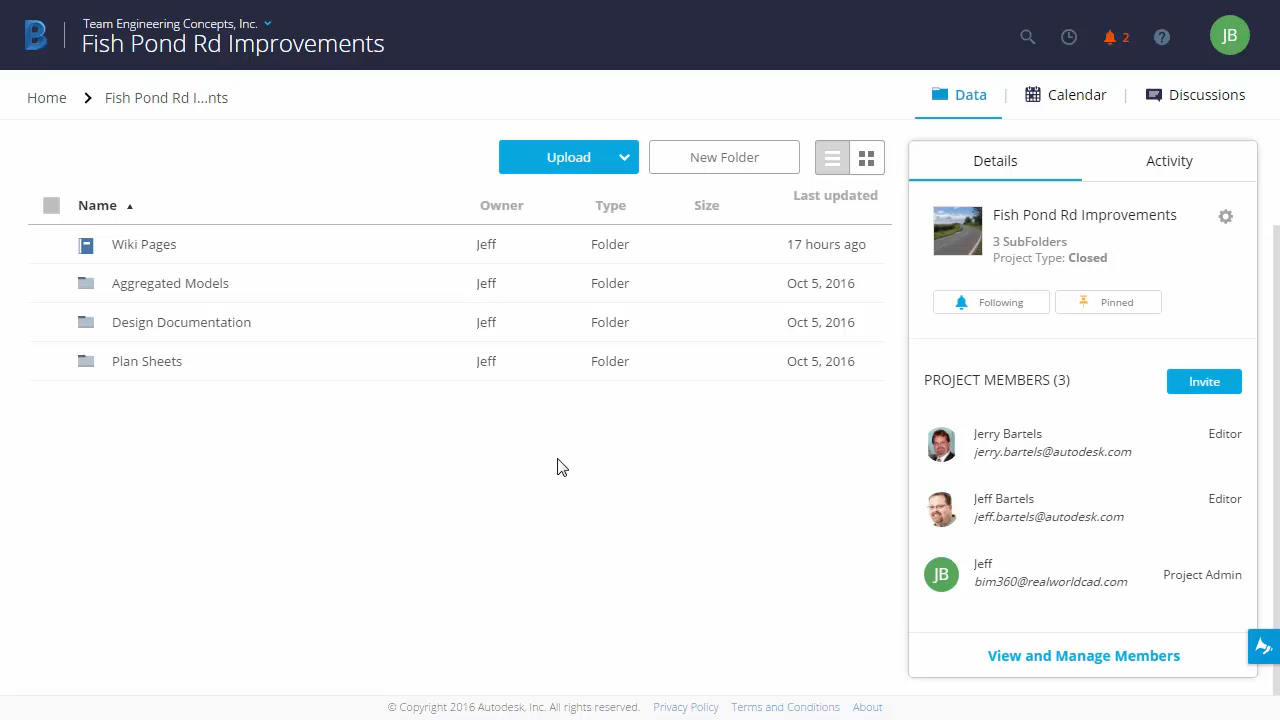 Team Engineering Concepts, Inc.
Fish Pond Rd Improvements
2
JB
Home
Fish Pond Rd I...nts
Data
Calendar
Discussions
Upload
New Folder
Name
Owner
Type
Size
Last updated
Wiki Pages Jeff Folder 17 hours ago
Aggregated Models Jeff Folder Oct 5, 2016
Design Documentation Jeff Folder Oct 5, 2016
Plan Sheets Jeff Folder Oct 5, 2016
Details
Activity
Fish Pond Rd Improvements
3 SubFolders
Project Type: Closed
Following
Pinned
PROJECT MEMBERS (3)
Invite
Jerry Bartels
Editor
jerry.bartels@autodesk.com
Jeff Bartels
Editor
jeff.bartels@autodesk.com
JB
Jeff
Project Admin
bim360@realworldcad.com
View and Manage Members
© Copyright 2016 Autodesk, Inc. All rights reserved. Privacy Policy Terms and Conditions About